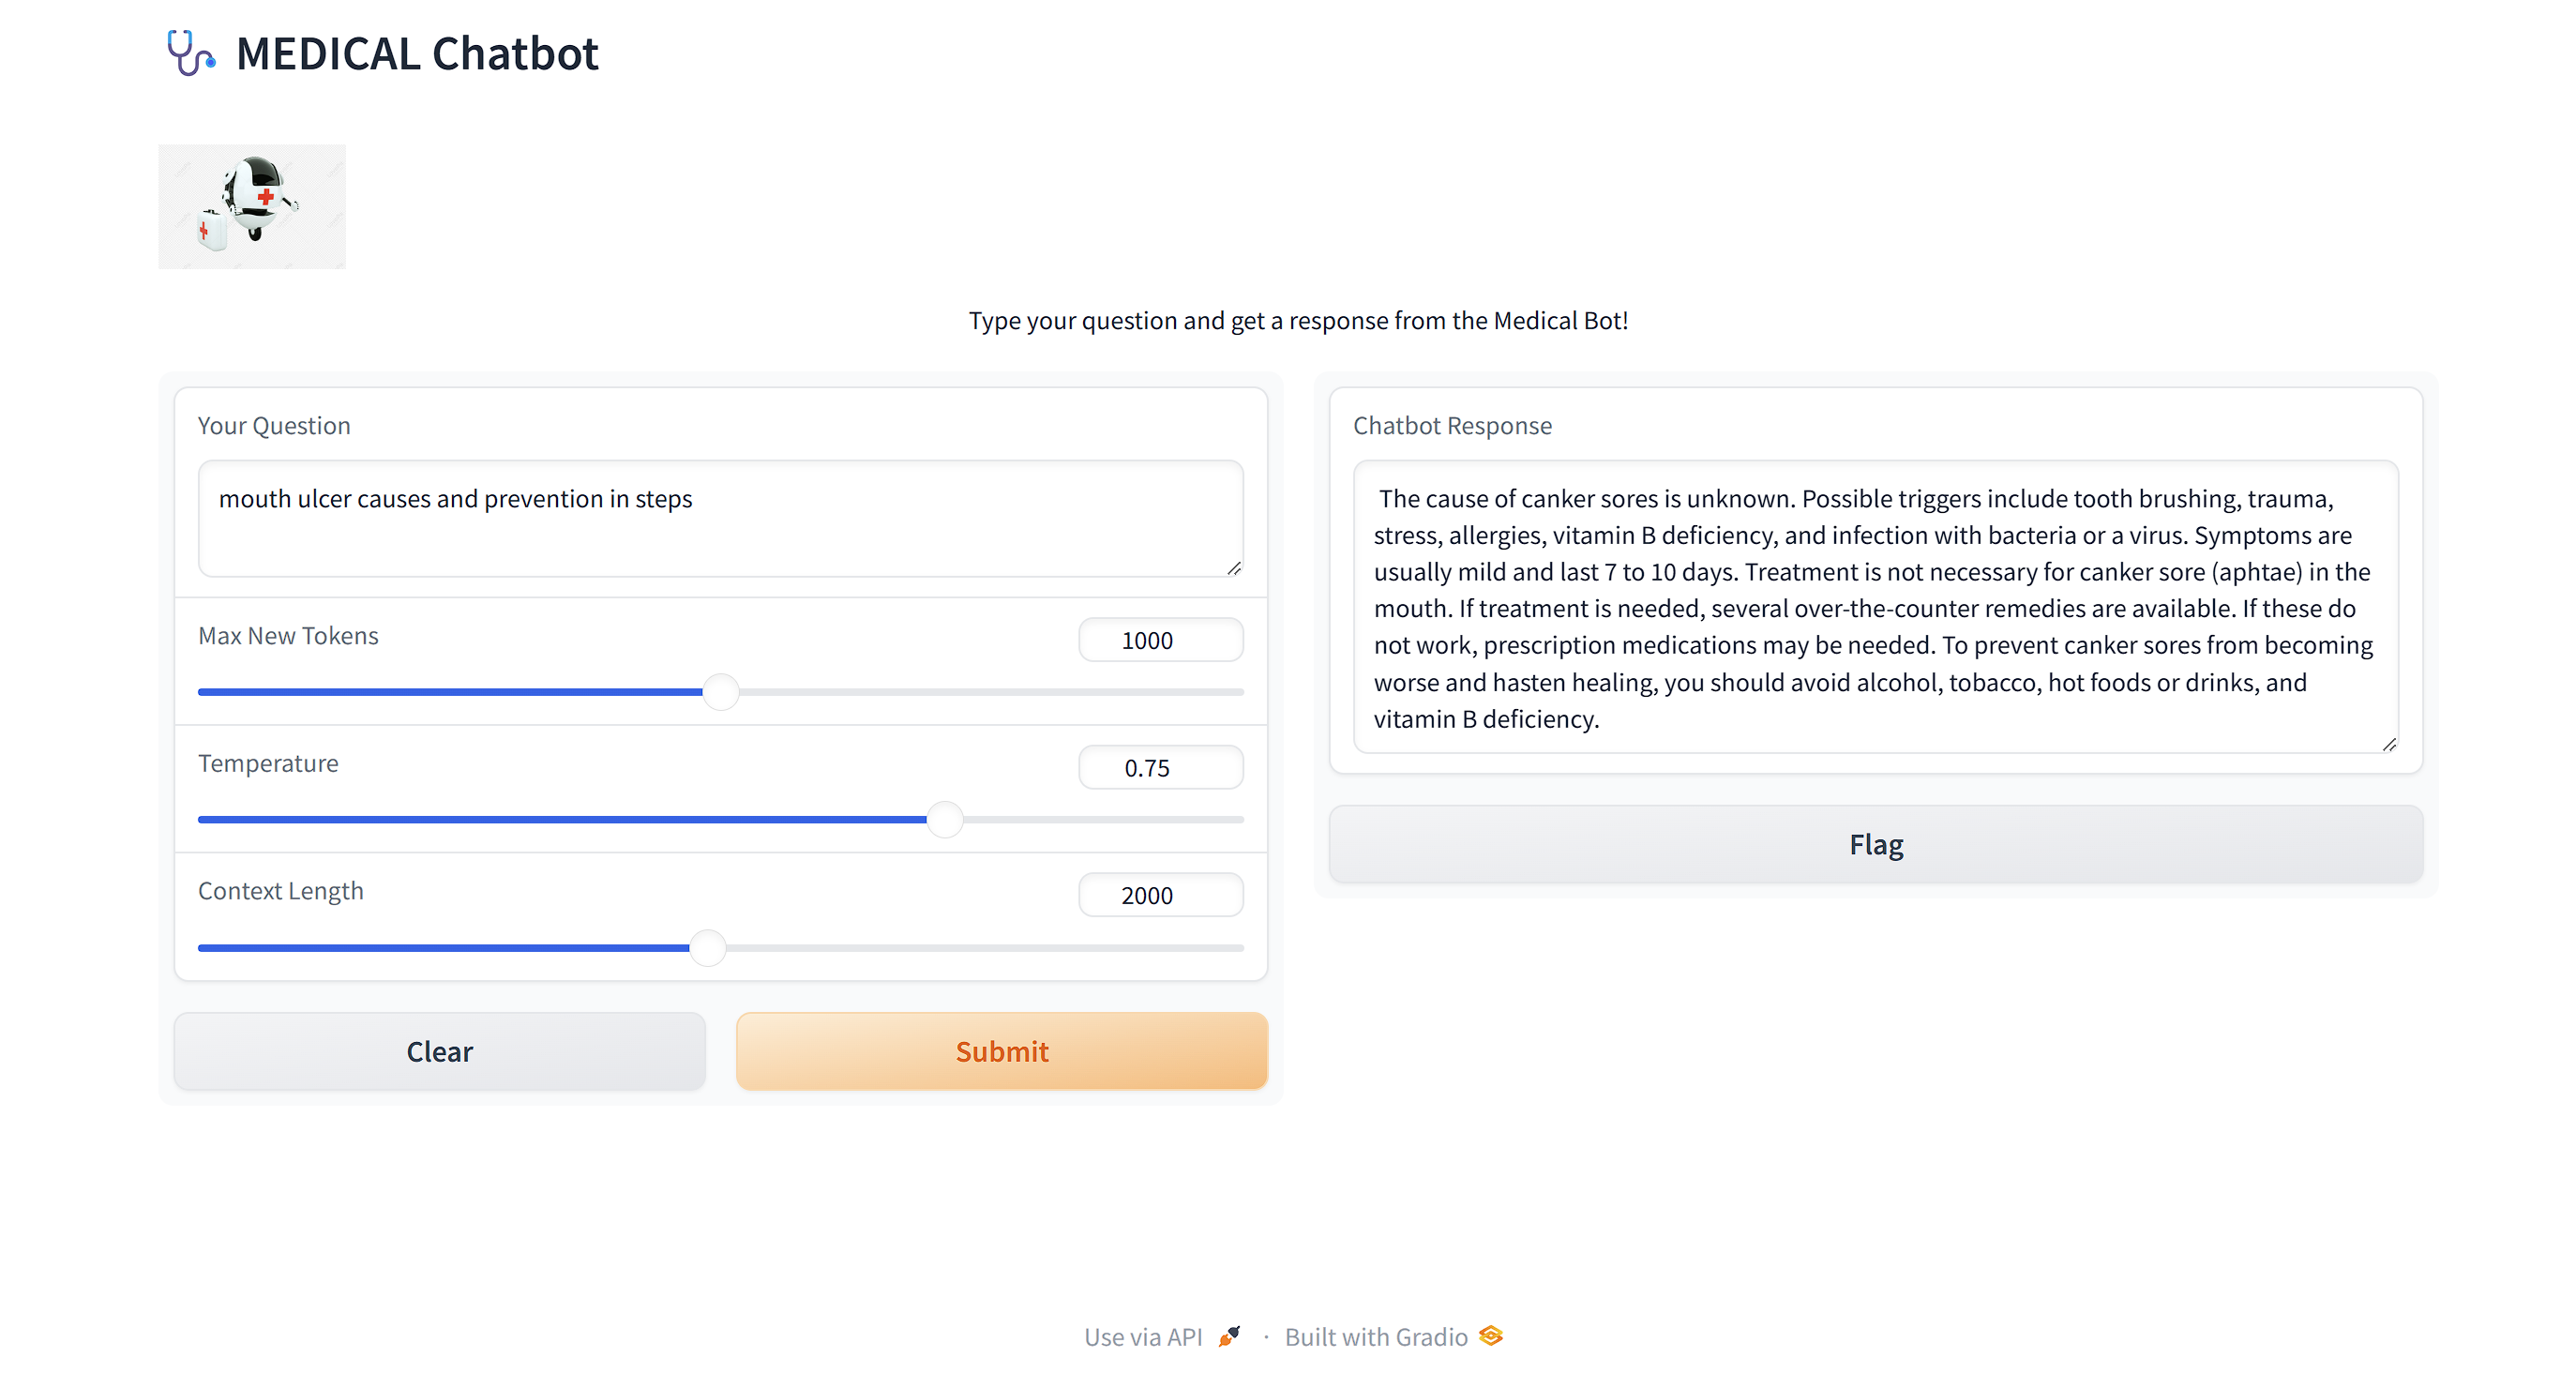 MEDICAL Chatbot
Type your question and get a response from the Medical Bot!
Your Question
mouth ulcer causes and prevention in steps
Max New Tokens
1000
Temperature
0.75
Context Length
2000
Clear
Submit
Chatbot Response
The cause of canker sores is unknown. Possible triggers include tooth brushing, trauma,
stress, allergies, vitamin B deficiency, and infection with bacteria or a virus. Symptoms are
usually mild and last 7 to 10 days. Treatment is not necessary for canker sore (aphtae) in the
mouth. If treatment is needed, several over-the-counter remedies are available. If these do
not work, prescription medications may be needed. To prevent canker sores from becoming
worse and hasten healing, you should avoid alcohol, tobacco, hot foods or drinks, and
vitamin B deficiency.
Flag
Use via API · Built with Gradio